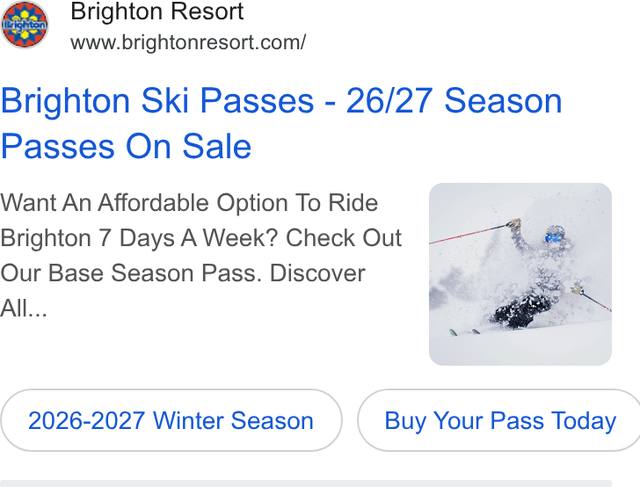 Brighton
Brighton Resort
www.brightonresort.com/
Brighton Ski Passes - 26/27 Season
Passes On Sale
Want An Affordable Option To Ride
Brighton 7 Days A Week? Check Out
Our Base Season Pass. Discover
All...
2026-2027 Winter Season
Buy Your Pass Today